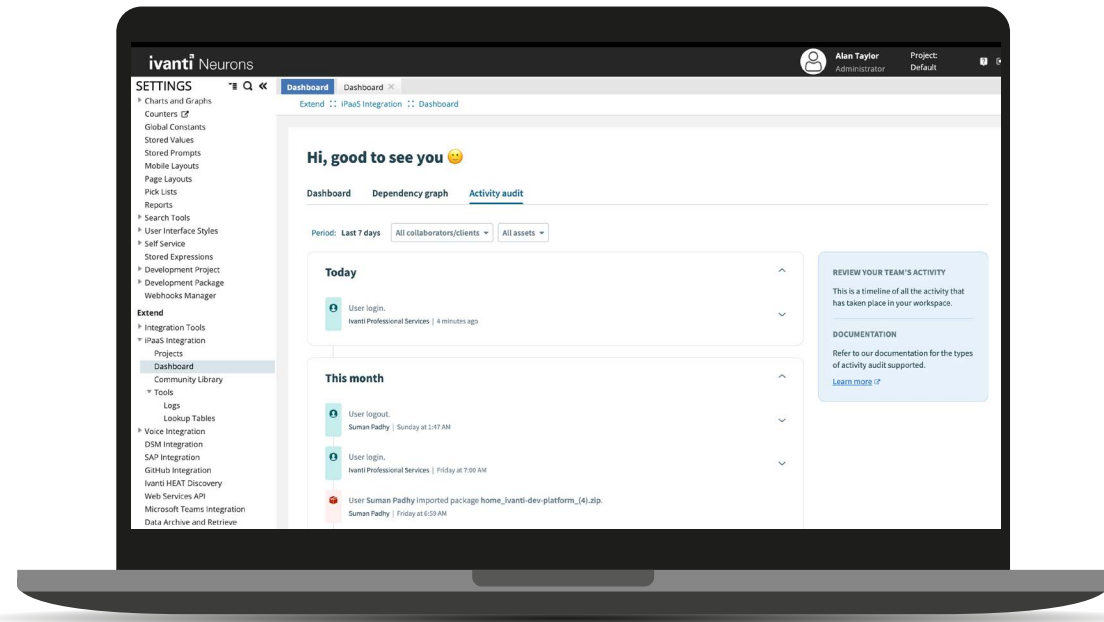 ivanti Neurons
Alan Taylor
Administrator
Project:
Default
SETTINGS
Charts and Graphs
Counters
Global Constants
Stored Values
Stored Prompts
Mobile Layouts
Page Layouts
Pick Lists
Reports
Search Tools
User Interface Styles
Self Service
Stored Expressions
Development Project
Development Package
Webhooks Manager
Extend
Integration Tools
iPaaS Integration
Projects
Dashboard
Community Library
Tools
Logs
Lookup Tables
Voice Integration
DSM Integration
SAP Integration
GitHub Integration
Ivanti HEAT Discovery
Web Services API
Microsoft Teams Integration
Data Archive and Retrieve
Dashboard Dashboard
Extend :: iPaaS Integration :: Dashboard
Hi, good to see you 🙂
Dashboard Dependency graph Activity audit
Period: Last 7 days All collaborators/clients All assets
Today
User login.
Ivanti Professional Services | 4 minutes ago
This month
User logout.
Suman Padhy | Sunday at 1:47 AM
User login.
Ivanti Professional Services | Friday at 7:00 AM
User Suman Padhy imported package home_ivanti-dev-platform_(4).zip.
Suman Padhy | Friday at 6:59 AM
REVIEW YOUR TEAM'S ACTIVITY
This is a timeline of all the activity that
has taken place in your workspace.
DOCUMENTATION
Refer to our documentation for the types
of activity audit supported.
Learn more